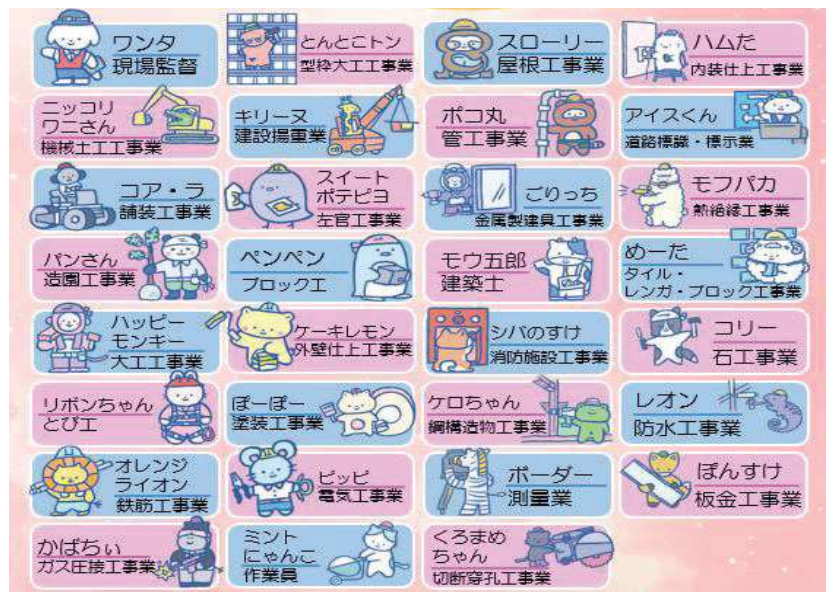 ワンタ
現場監督
とんとこトン
型枠大工工事業
スローリー
屋根工事業
ハムだ
内装仕上工事業
ニッコリ
ワニさん
機械土工工事業
キリーヌ
建設揚重業
ポコ丸
管工事業
アイスくん
道路標識・標示業
コア・ラ
舗装工事業
スイート
ポテピヨ
左官工事業
ごりっち
金属製建具工事業
モフパカ
熱絶縁工事業
パンさん
造園工事業
ペンペン
ブロック工
モウ五郎
建築士
めーだ
タイル・
レンガ・ブロック工事業
ハッピー
モンキー
大工工事業
ケーキレモン
外壁仕上工事業
シバのすけ
消防施設工事業
コリー
石工事業
リボンちゃん
とび工
ぽーぽー
塗装工事業
ケロちゃん
鋼構造物工事業
レオン
防水工事業
オレンジ
ライオン
鉄筋工事業
ピッピ
電気工事業
ボーダー
測量業
ぽんすけ
板金工事業
かばちぃ
ガス圧接工事業
ミント
にゃんこ
作業員
くろまめ
ちゃん
切断穿孔工事業